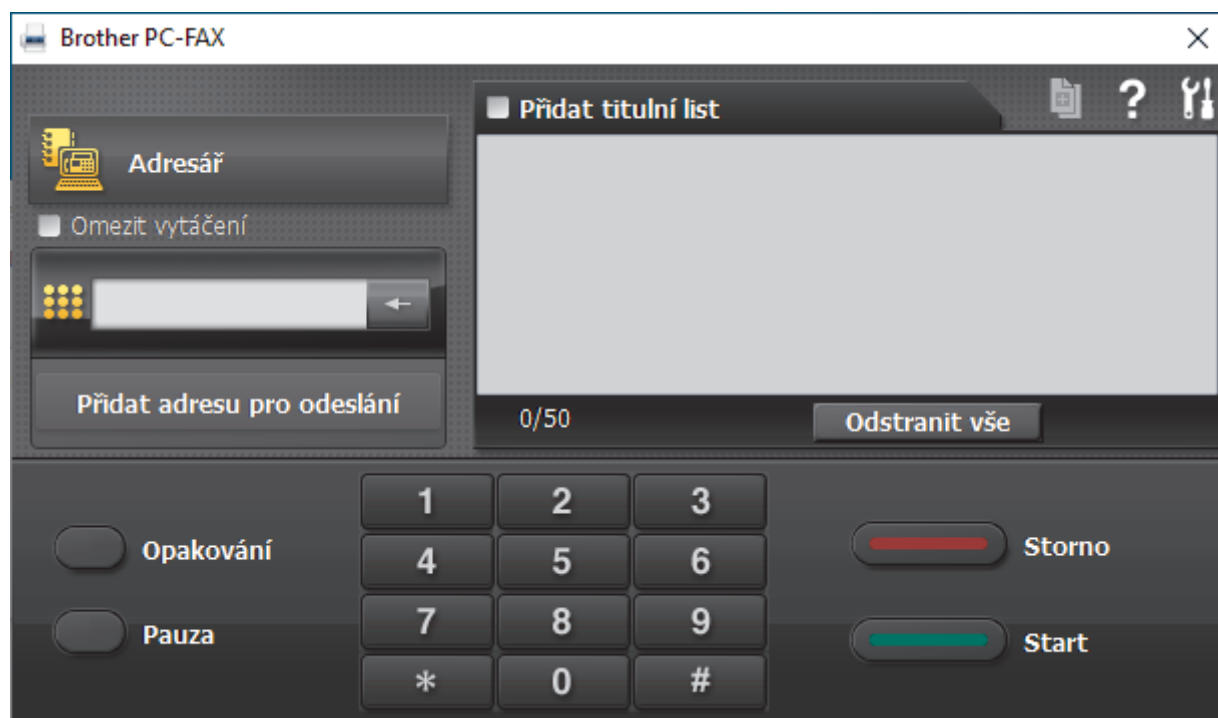 Brother PC-FAX
Přidat titulní list
?
Adresář
Omezit vytáčení
Přidat adresu pro odeslání
0/50
Odstranit vše
1 2 3
4 5 6
7 8 9
* 0 #
Opakování
Pauza
Storno
Start